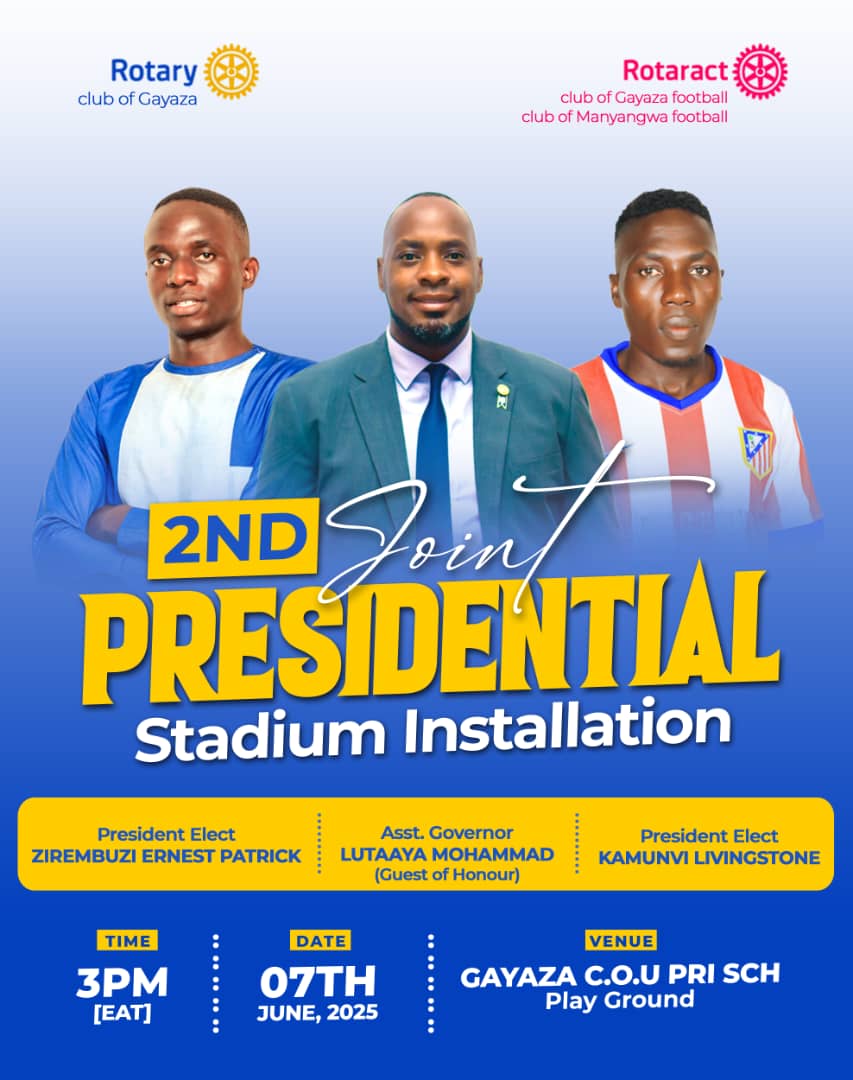 Rotary
club of Gayaza
Rotaract
club of Gayaza football
club of Manyangwa football
2ND Joint
PRESIDENTIAL
Stadium Installation
President Elect
ZIREMBUZI ERNEST PATRICK
Asst. Governor
LUTAAYA MOHAMMAD
(Guest of Honour)
President Elect
KAMUNVI LIVINGSTONE
TIME
3PM
[EAT]
DATE
07TH
JUNE, 2025
VENUE
GAYAZA C.O.U PRI SCH
Play Ground